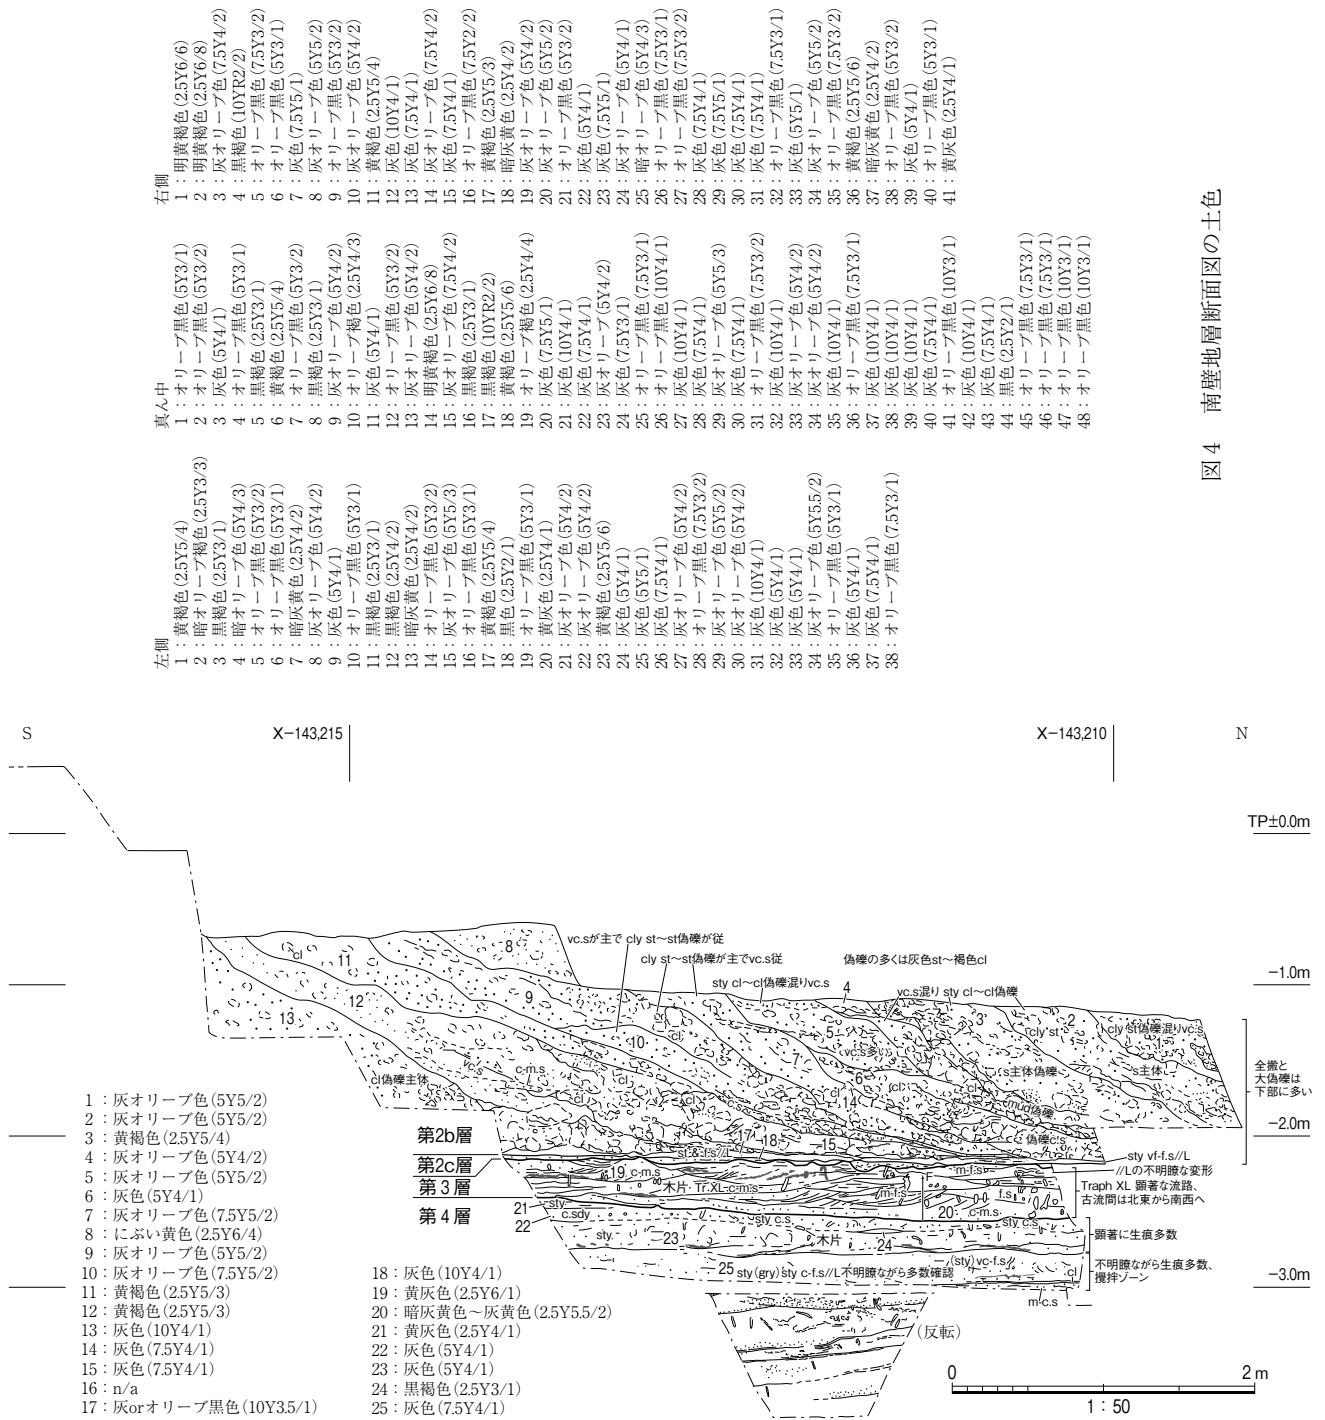 右側
1：明黄褐色(2.5Y6/6)
2：明黄褐色(2.5Y6/8)
3：灰オリーブ色(7.5Y4/2)
4：黒褐色(10YR2/2)
5：オリーブ黒色(7.5Y3/2)
6：オリーブ黒色(5Y3/1)
7：灰色(7.5Y5/1)
8：灰オリーブ色(5Y5/2)
9：オリーブ黒色(5Y3/2)
10：灰オリーブ色(5Y4/2)
11：黄褐色(2.5Y5/4)
12：灰色(10Y4/1)
13：灰色(7.5Y4/1)
14：灰オリーブ色(7.5Y4/2)
15：灰色(7.5Y4/1)
16：オリーブ黒色(7.5Y2/2)
17：黄褐色(2.5Y5/3)
18：暗灰黄色(2.5Y4/2)
19：灰オリーブ色(5Y4/2)
20：灰オリーブ色(5Y5/2)
21：オリーブ黒色(5Y3/2)
22：灰色(5Y4/1)
23：灰色(7.5Y5/1)
24：灰オリーブ色(5Y4/1)
25：暗オリーブ色(5Y4/3)
26：オリーブ黒色(7.5Y3/1)
27：オリーブ黒色(7.5Y3/2)
28：灰色(7.5Y4/1)
29：灰色(7.5Y5/1)
30：灰色(7.5Y4/1)
31：灰色(7.5Y4/1)
32：オリーブ黒色(7.5Y3/1)
33：灰色(5Y5/1)
34：灰オリーブ色(5Y5/2)
35：オリーブ黒色(7.5Y3/2)
36：黄褐色(2.5Y5/6)
37：暗灰黄色(2.5Y4/2)
38：オリーブ黒色(5Y3/2)
39：灰色(5Y4/1)
40：オリーブ黒色(5Y3/1)
41：黄灰色(2.5Y4/1)
真ん中
1：オリーブ黒色(5Y3/1)
2：オリーブ黒色(5Y3/2)
3：灰色(5Y4/1)
4：オリーブ黒色(5Y3/1)
5：黒褐色(2.5Y3/1)
6：黄褐色(2.5Y5/4)
7：オリーブ黒色(5Y3/2)
8：黒褐色(2.5Y3/1)
9：灰オリーブ色(5Y4/2)
10：オリーブ褐色(2.5Y4/3)
11：灰色(5Y4/1)
12：オリーブ黒色(5Y3/2)
13：灰オリーブ色(5Y4/2)
14：明黄褐色(2.5Y6/8)
15：灰オリーブ色(7.5Y4/2)
16：黒褐色(2.5Y3/1)
17：黒褐色(10YR2/2)
18：黄褐色(2.5Y5/6)
19：オリーブ褐色(2.5Y4/4)
20：灰色(7.5Y5/1)
21：灰色(10Y4/1)
22：灰色(7.5Y4/1)
23：灰オリーブ(5Y4/2)
24：灰色(7.5Y3/1)
25：オリーブ黒色(7.5Y3/1)
26：オリーブ黒色(10Y4/1)
27：灰色(10Y4/1)
28：灰色(7.5Y4/1)
29：灰オリーブ色(5Y5/3)
30：灰色(7.5Y4/1)
31：オリーブ黒色(7.5Y3/2)
32：灰色(10Y4/1)
33：灰オリーブ色(5Y4/2)
34：灰オリーブ色(5Y4/2)
35：灰色(10Y4/1)
36：オリーブ黒色(7.5Y3/1)
37：灰色(10Y4/1)
38：灰色(10Y4/1)
39：灰色(10Y4/1)
40：灰色(7.5Y4/1)
41：オリーブ黒色(10Y3/1)
42：灰色(10Y4/1)
43：灰色(7.5Y4/1)
44：黒色(2.5Y2/1)
45：オリーブ黒色(7.5Y3/1)
46：オリーブ黒色(7.5Y3/1)
47：オリーブ黒色(10Y3/1)
48：オリーブ黒色(10Y3/1)
左側
1：黄褐色(2.5Y5/4)
2：暗オリーブ褐色(2.5Y3/3)
3：黒褐色(2.5Y3/1)
4：暗オリーブ色(5Y4/3)
5：オリーブ黒色(5Y3/2)
6：オリーブ黒色(5Y3/1)
7：暗灰黄色(2.5Y4/2)
8：灰オリーブ色(5Y4/2)
9：灰色(5Y4/1)
10：オリーブ黒色(5Y3/1)
11：黒褐色(2.5Y3/1)
12：黒褐色(2.5Y4/2)
13：暗灰黄色(2.5Y4/2)
14：オリーブ黒色(5Y3/2)
15：灰オリーブ色(5Y5/3)
16：オリーブ黒色(5Y3/1)
17：黄褐色(2.5Y5/4)
18：黒色(2.5Y2/1)
19：オリーブ黒色(5Y3/1)
20：黄灰色(2.5Y4/1)
21：灰オリーブ色(5Y4/2)
22：灰オリーブ色(5Y4/2)
23：黄褐色(2.5Y5/6)
24：灰色(5Y4/1)
25：灰色(5Y5/1)
26：灰色(7.5Y4/1)
27：灰オリーブ色(5Y4/2)
28：オリーブ黒色(7.5Y3/2)
29：灰オリーブ色(5Y5/2)
30：灰オリーブ色(5Y4/2)
31：灰色(10Y4/1)
32：灰色(5Y4/1)
33：灰色(5Y4/1)
34：灰オリーブ色(5Y5.5/2)
35：オリーブ黒色(5Y3/1)
36：灰色(5Y4/1)
37：灰色(7.5Y4/1)
38：オリーブ黒色(7.5Y3/1)
図4 南壁地層断面図の土色
S
X-143,215
X-143,210
N
TP±0.0m
-1.0m
-2.0m
-3.0m
vc.sが主で cly st～st偽礫が従
cly st～st偽礫が主でvc.s従
sty cl～cl偽礫混りvc.s
偽礫の多くは灰色st～褐色cl
vc.s混り sty cl～cl偽礫
cly st偽礫混りvc.s
cly st
s主体
s主体偽礫
mud偽礫
偽礫c.s
vc.s多い
cl偽礫主体
vc.s
c-m.s
cl
1
2
3
4
5
6
7
8
9
10
11
12
13
14
15
17
18
全搬と
大偽礫は
下部に多い
第2b層
第2c層
第3層
第4層
st & f.s//L
sty vf-f.s//L
//Lの不明瞭な変形
Traph XL 顕著な流路、
古流間は北東から南西へ
19
c-m.s
木片・Tr.XL-c-m.s
m-f.s
m-f.s
F
f.s
20
c-m.s
21
22
sty
c.sdy
sty c.s
sty c.s
sty
23
木片
24
顕著に生痕多数
25
sty(gry)sty c-f.s//L不明瞭ながら多数確認
(sty)vc-f.s//
cl
不明瞭ながら生痕多数、
攪拌ゾーン
m-c.s
(反転)
1：灰オリーブ色(5Y5/2)
2：灰オリーブ色(5Y5/2)
3：黄褐色(2.5Y5/4)
4：灰オリーブ色(5Y4/2)
5：灰オリーブ色(5Y5/2)
6：灰色(5Y4/1)
7：灰オリーブ色(7.5Y5/2)
8：にぶい黄色(2.5Y6/4)
9：灰オリーブ色(5Y5/2)
10：灰オリーブ色(7.5Y5/2)
11：黄褐色(2.5Y5/3)
12：黄褐色(2.5Y5/3)
13：灰色(10Y4/1)
14：灰色(7.5Y4/1)
15：灰色(7.5Y4/1)
16：n/a
17：灰orオリーブ黒色(10Y3.5/1)
18：灰色(10Y4/1)
19：黄灰色(2.5Y6/1)
20：暗灰黄色～灰黄色(2.5Y5.5/2)
21：黄灰色(2.5Y4/1)
22：灰色(5Y4/1)
23：灰色(5Y4/1)
24：黒褐色(2.5Y3/1)
25：灰色(7.5Y4/1)
0
2 m
1：50